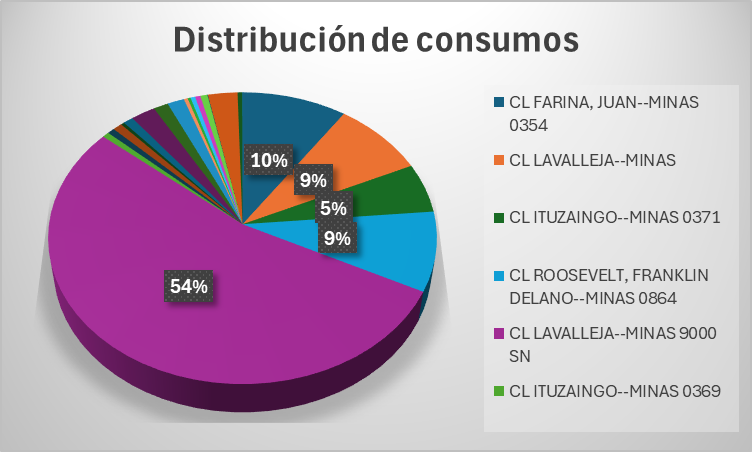 Distribución de consumos
10%
9%
5%
9%
54%
CL FARINA, JUAN--MINAS
0354
CL LAVALLEJA--MINAS
CL ITUZAINGO--MINAS 0371
CL ROOSEVELT, FRANKLIN
DELANO--MINAS 0864
CL LAVALLEJA--MINAS 9000
SN
CL ITUZAINGO--MINAS 0369